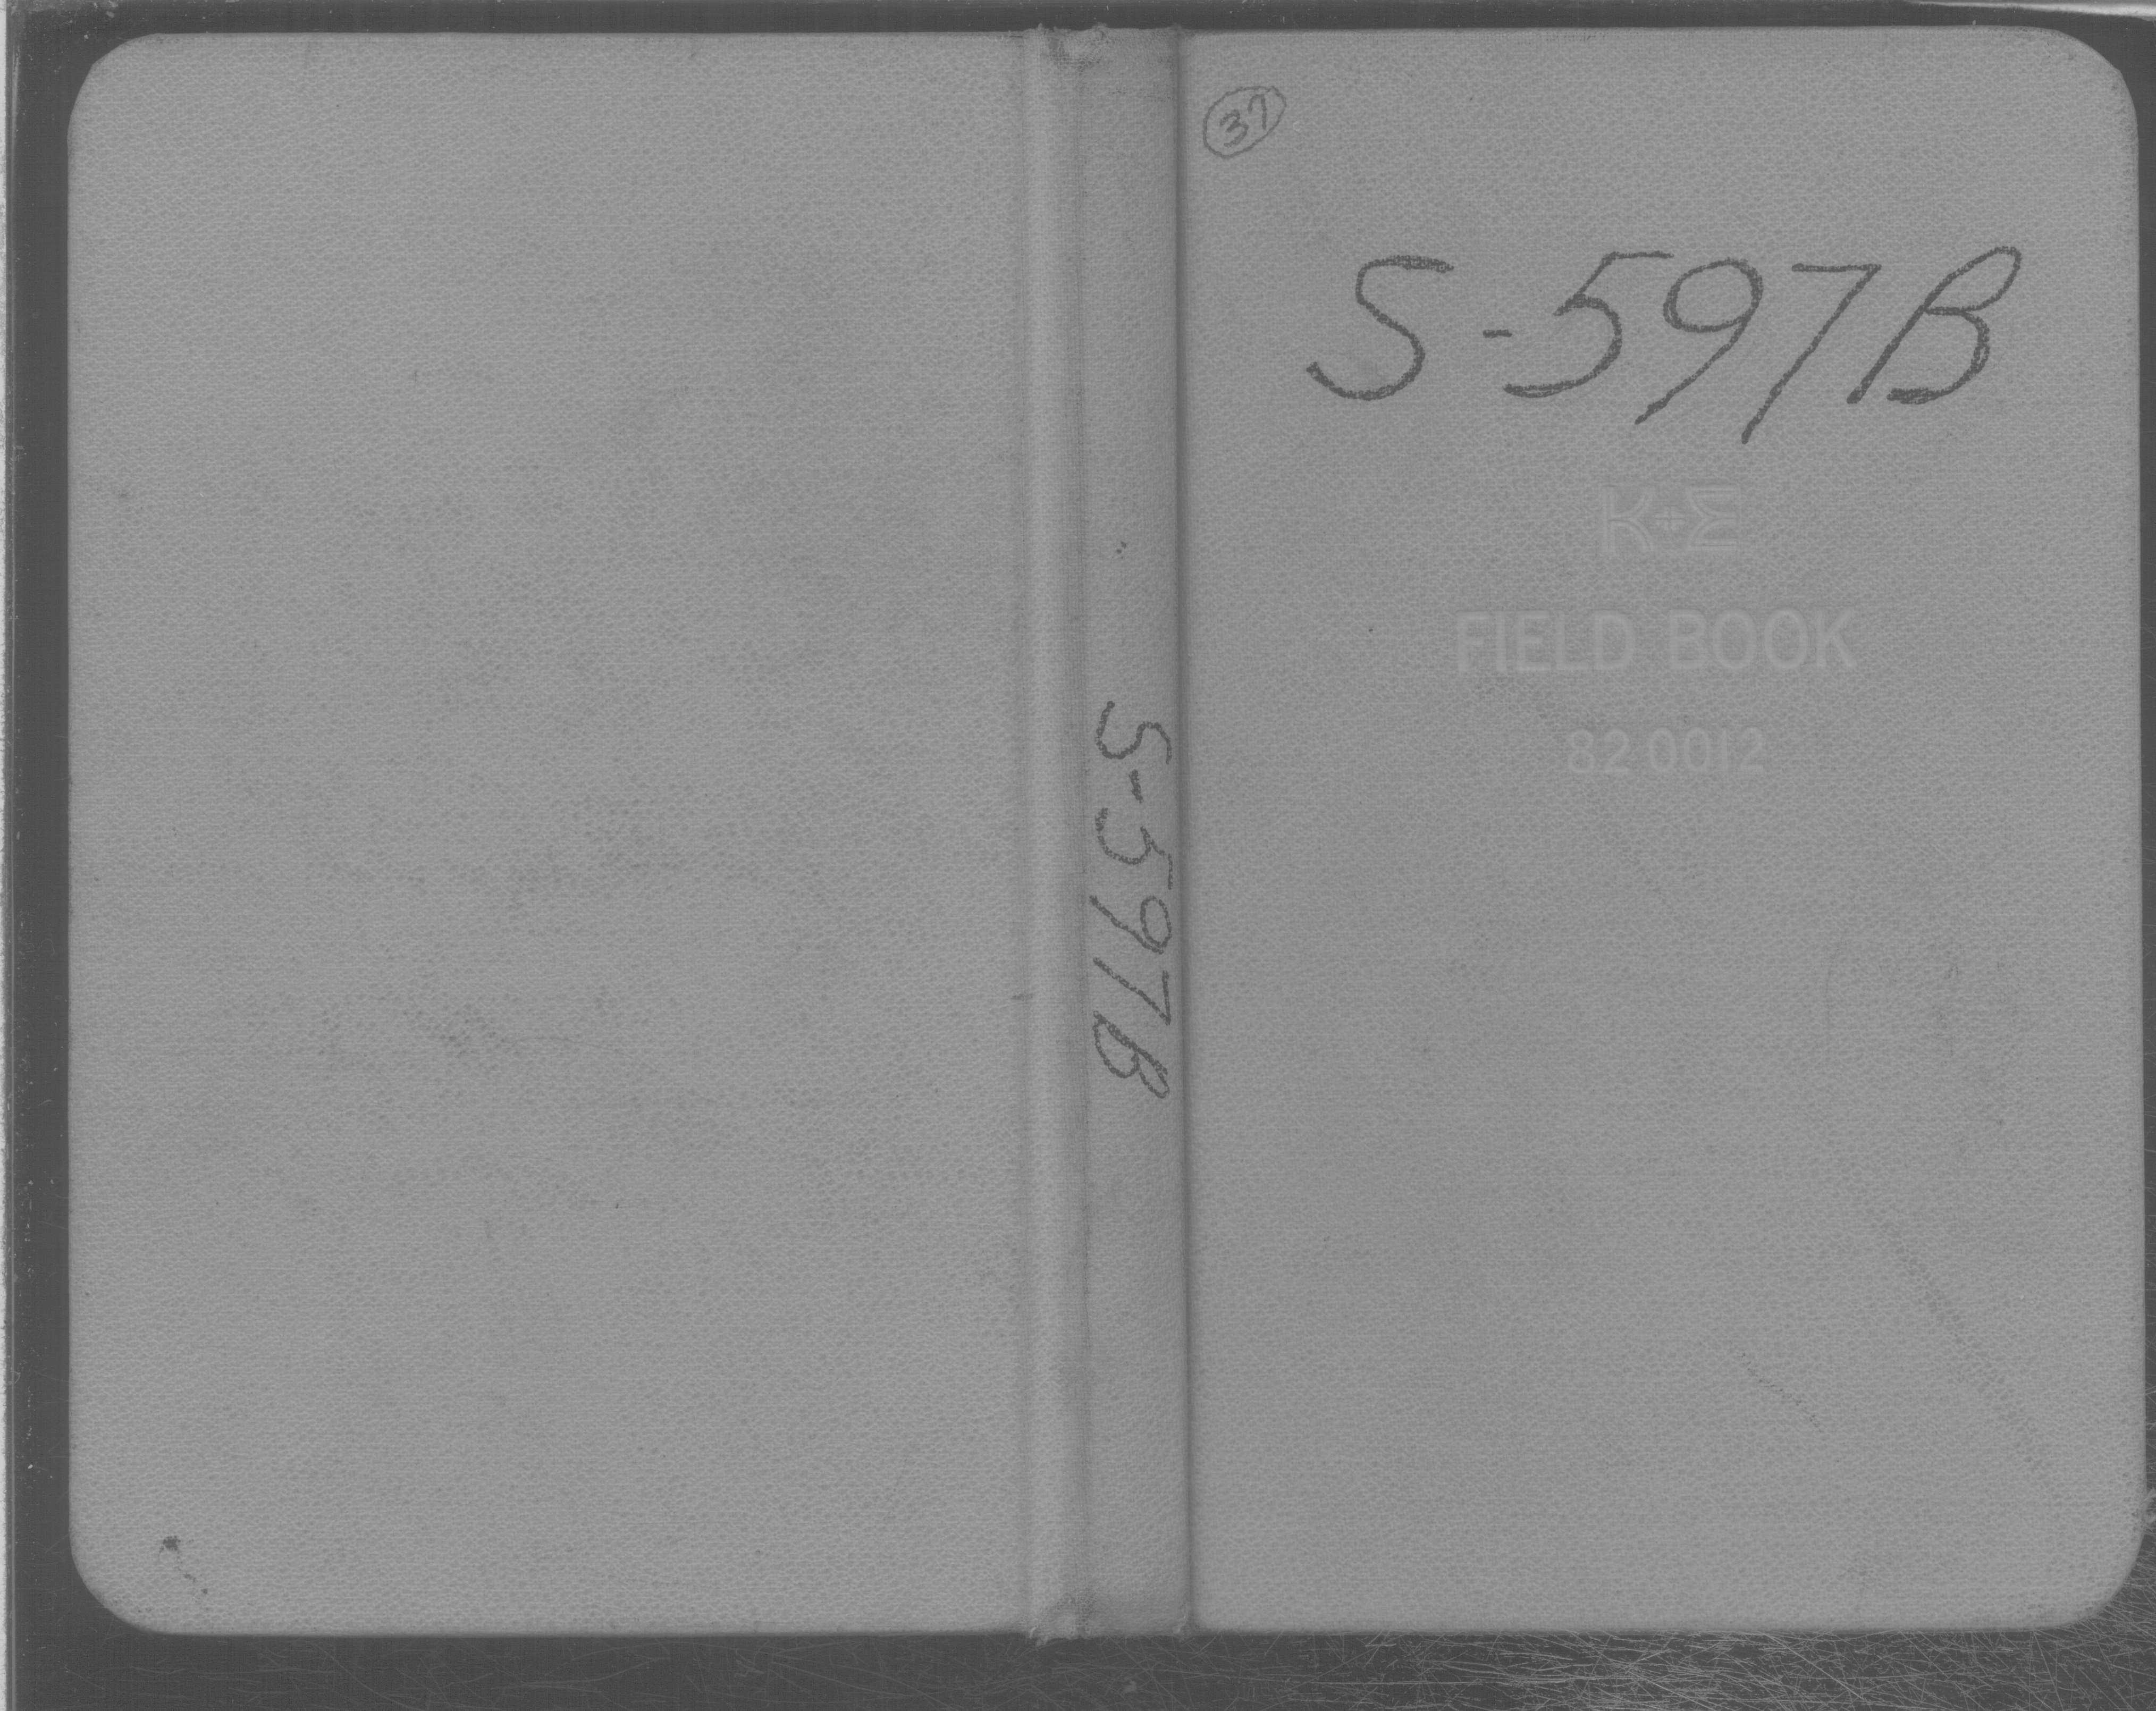 37
S-597B
K+E
FIELD BOOK
82 0012
S-597B